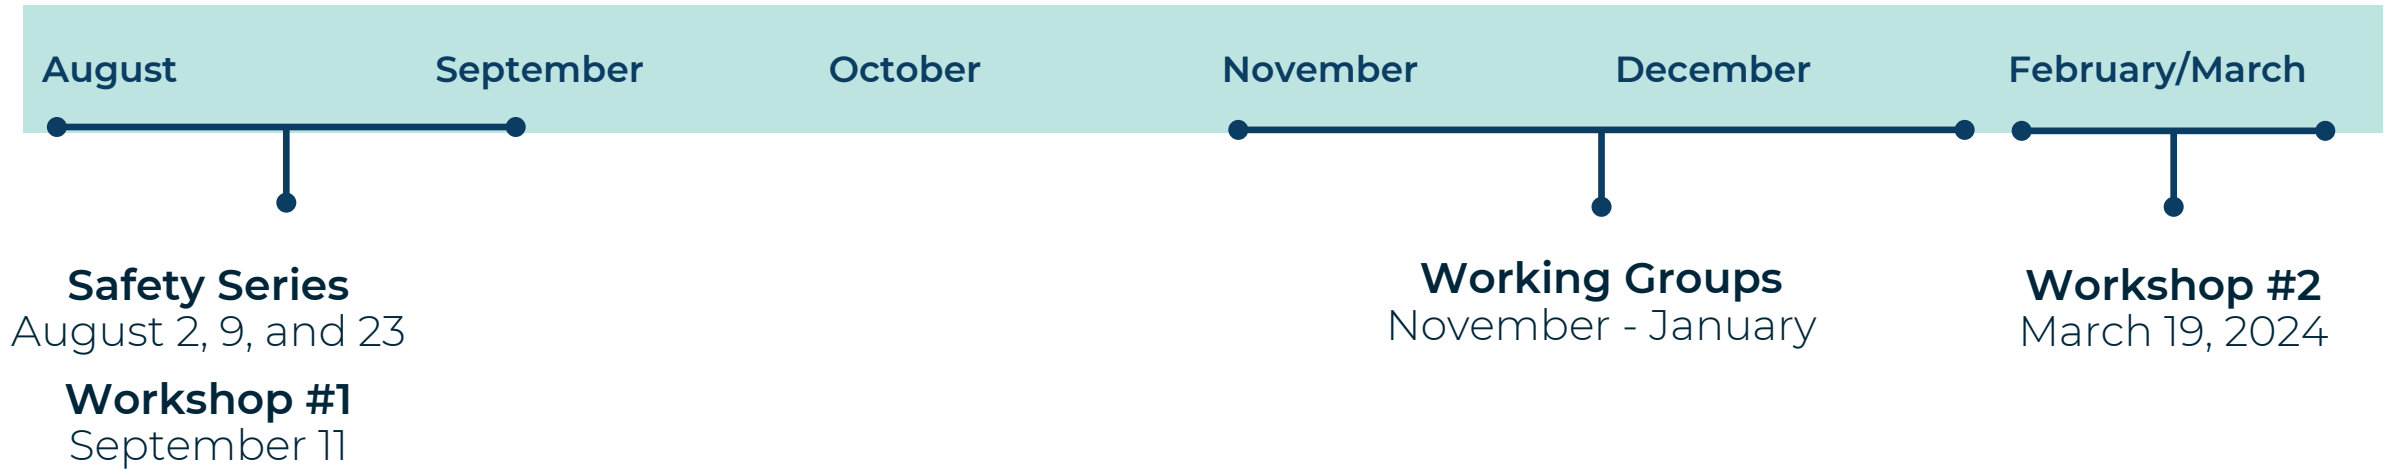 August September October November December February/March
Safety Series
August 2, 9, and 23
Workshop #1
September 11
Working Groups
November - January
Workshop #2
March 19, 2024